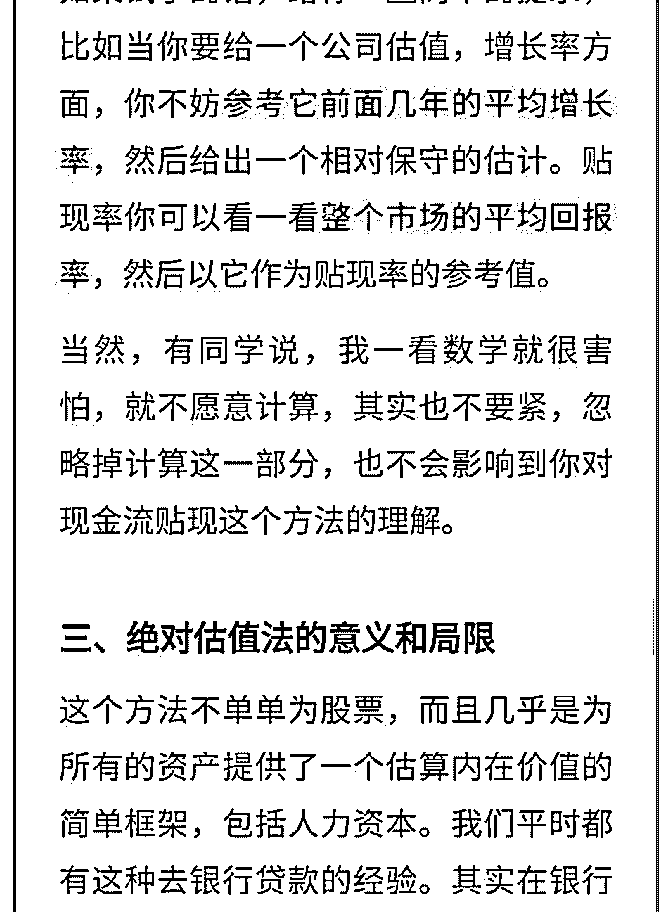 比如当你要给一个公司估值，增长率方
面，你不妨参考它前面几年的平均增长
率，然后给出一个相对保守的估计。贴
现率你可以看一看整个市场的平均回报
率，然后以它作为贴现率的参考值。
当然，有同学说，我一看数学就很害
怕，就不愿意计算，其实也不要紧，忽
略掉计算这一部分，也不会影响到你对
现金流贴现这个方法的理解。
三、绝对估值法的意义和局限
这个方法不单单为股票，而且几乎是为
所有的资产提供了一个估算内在价值的
简单框架，包括人力资本。我们平时都
有这种去银行贷款的经验。其实在银行